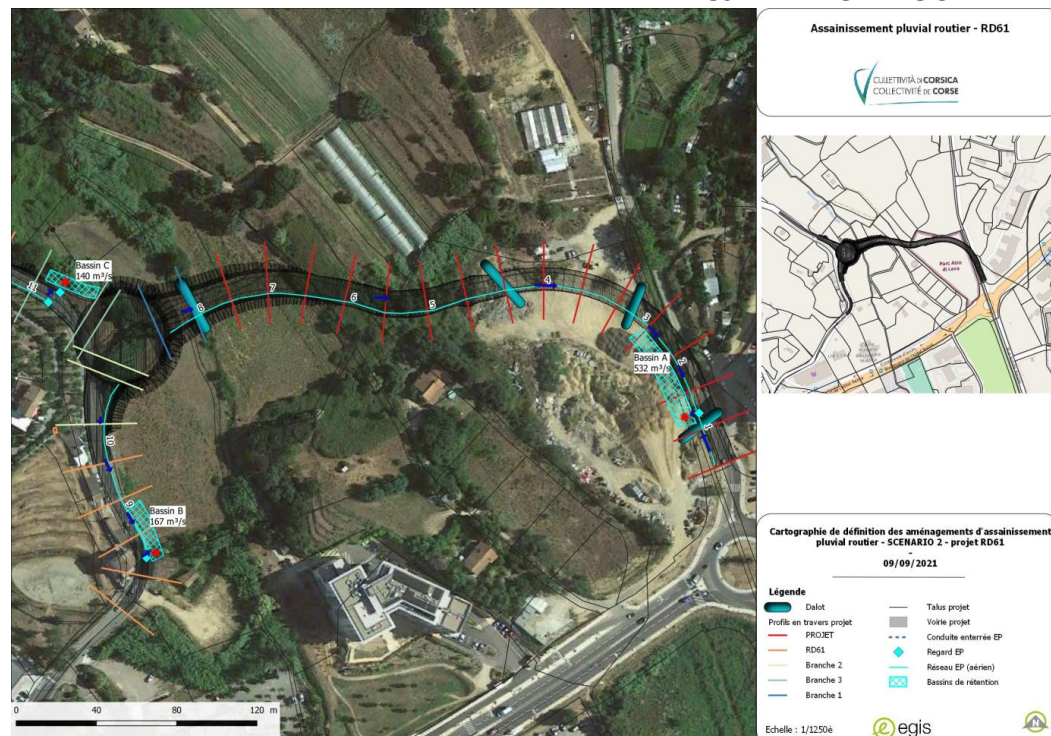 Assainissement pluvial routier - RD61
CULLETTIVITÀ DI CORSICA
COLLECTIVITÉ DE CORSE
Bassin C
140 m³/s
11
8
7
6
5
4
3
Bassin A
532 m³/s
2
1
10
9
Bassin B
167 m³/s
Parc Alzo
di Leva
0 40 80 120 m
Cartographie de définition des aménagements d'assainissement
pluvial routier - SCENARIO 2 - projet RD61
-
09/09/2021
Légende
Dalot
Profils en travers projet
PROJET
RD61
Branche 2
Branche 3
Branche 1
Talus projet
Voirie projet
Conduite enterrée EP
Regard EP
Réseau EP (aérien)
Bassins de rétention
Echelle : 1/1250è
egis
N